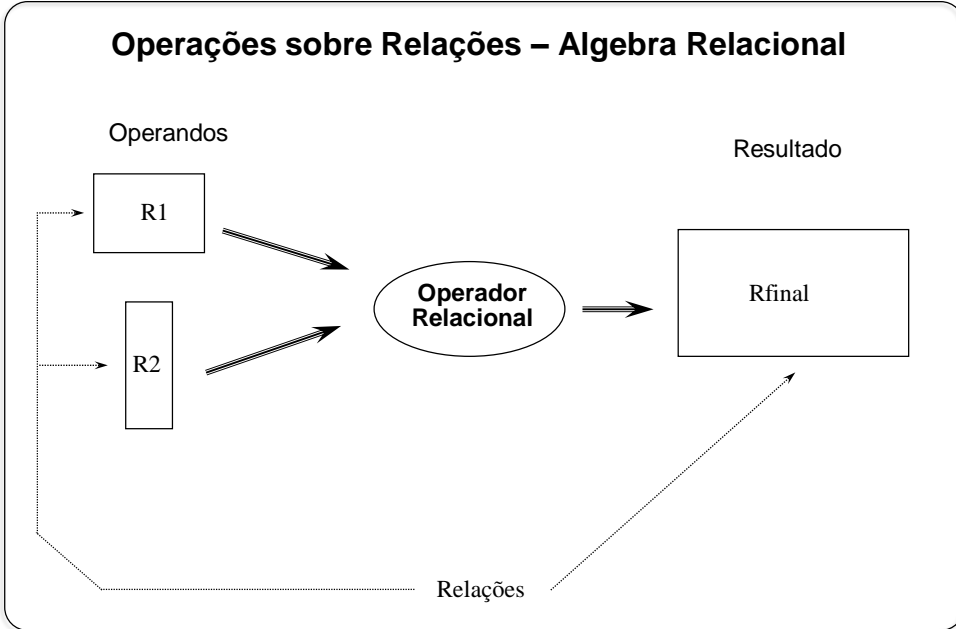 Operações sobre Relações – Algebra Relacional
Operandos
Resultado
R1
Rfinal
Operador
Relacional
R2
Relações